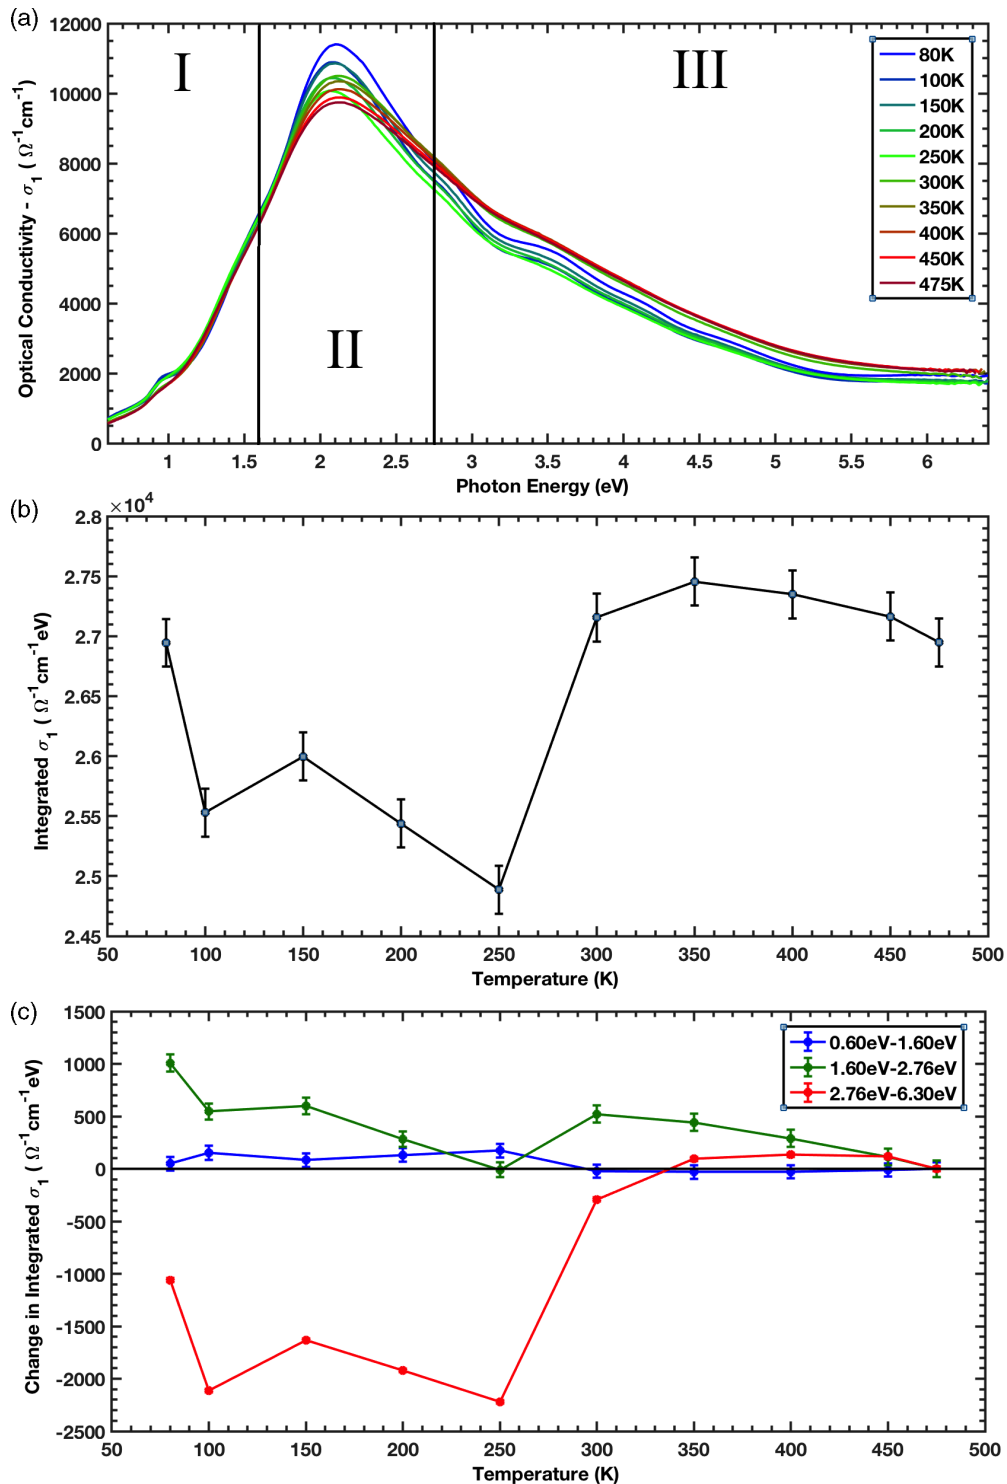 (a)
12000
10000
8000
6000
4000
2000
0
Optical Conductivity - σ₁ ( Ω⁻¹cm⁻¹)
I
II
III
80K
100K
150K
200K
250K
300K
350K
400K
450K
475K
1 1.5 2 2.5 3 3.5 4 4.5 5 5.5 6
Photon Energy (eV)
(b)
×10⁴
2.8
2.75
2.7
2.65
2.6
2.55
2.5
2.45
Integrated σ₁ ( Ω⁻¹cm⁻¹eV)
50 100 150 200 250 300 350 400 450 500
Temperature (K)
(c)
1500
1000
500
0
-500
-1000
-1500
-2000
-2500
Change in Integrated σ₁ ( Ω⁻¹cm⁻¹eV)
0.60eV-1.60eV
1.60eV-2.76eV
2.76eV-6.30eV
50 100 150 200 250 300 350 400 450 500
Temperature (K)